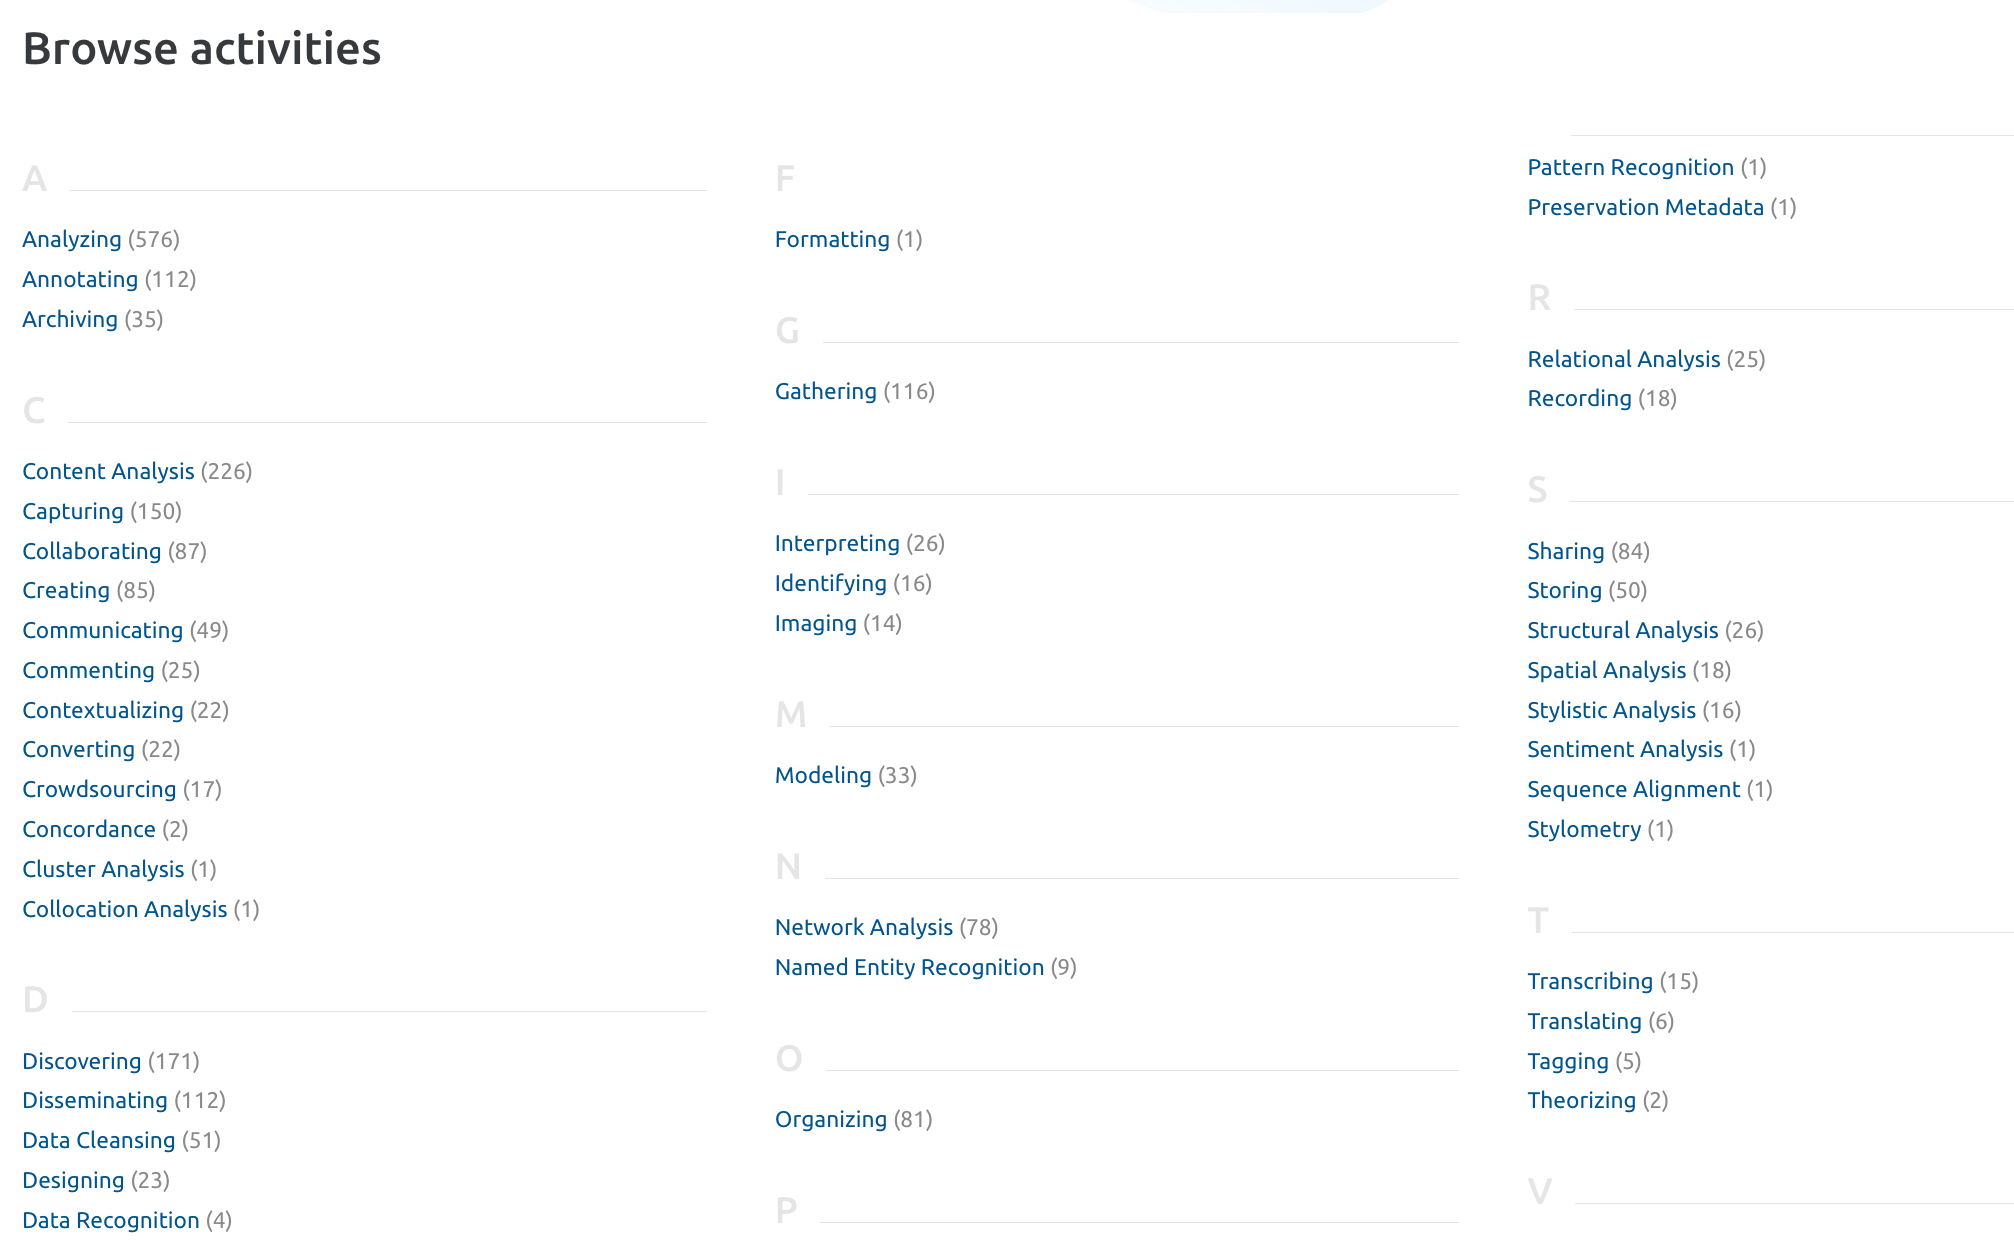 Browse activities
A
Analyzing (576)
Annotating (112)
Archiving (35)
C
Content Analysis (226)
Capturing (150)
Collaborating (87)
Creating (85)
Communicating (49)
Commenting (25)
Contextualizing (22)
Converting (22)
Crowdsourcing (17)
Concordance (2)
Cluster Analysis (1)
Collocation Analysis (1)
D
Discovering (171)
Disseminating (112)
Data Cleansing (51)
Designing (23)
Data Recognition (4)
F
Formatting (1)
G
Gathering (116)
I
Interpreting (26)
Identifying (16)
Imaging (14)
M
Modeling (33)
N
Network Analysis (78)
Named Entity Recognition (9)
O
Organizing (81)
P
Pattern Recognition (1)
Preservation Metadata (1)
R
Relational Analysis (25)
Recording (18)
S
Sharing (84)
Storing (50)
Structural Analysis (26)
Spatial Analysis (18)
Stylistic Analysis (16)
Sentiment Analysis (1)
Sequence Alignment (1)
Stylometry (1)
T
Transcribing (15)
Translating (6)
Tagging (5)
Theorizing (2)
V